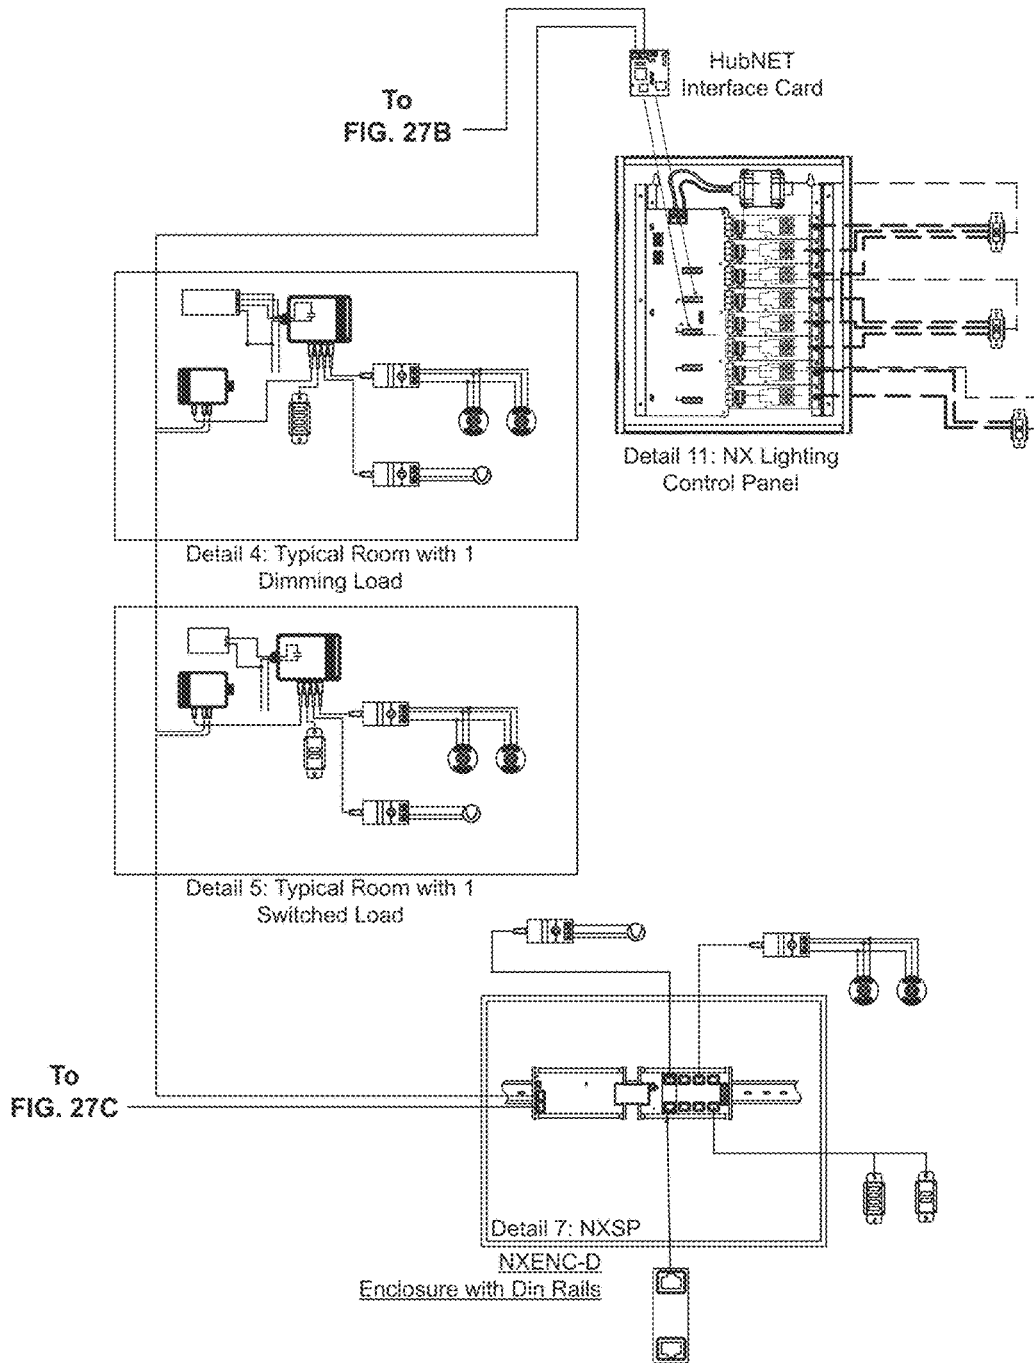 HubNET
Interface Card
To
FIG. 27B
Detail 11: NX Lighting
Control Panel
Detail 4: Typical Room with 1
Dimming Load
Detail 5: Typical Room with 1
Switched Load
To
FIG. 27C
Detail 7: NXSP
NXENC-D
Enclosure with Din Rails